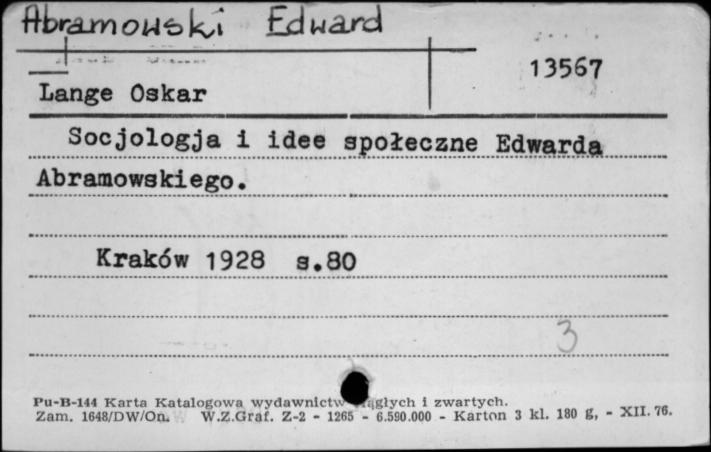 Abramowski Edward
13567
Lange Oskar
Socjologja i idee społeczne Edwarda
Abramowskiego.
Kraków 1928 s.80
3
Pu-B-144 Karta Katalogowa wydawnictw ciągłych i zwartych.
Zam. 1648/DW/On. W.Z.Graf. Z-2 - 1265 - 6.590.000 - Karton 3 kl. 180 g, - XII. 76.